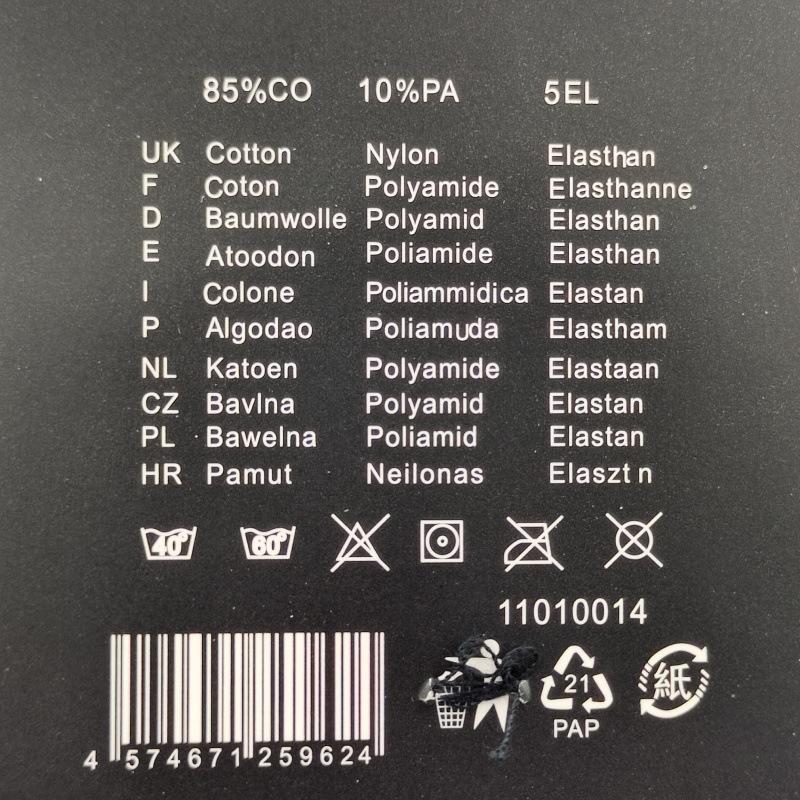 85%CO 10%PA 5EL
UK Cotton Nylon Elasthan
F Coton Polyamide Elasthanne
D Baumwolle Polyamid Elasthan
E Atoodon Poliamide Elasthan
I Colone Poliammidica Elastan
P Algodao Poliamuda Elastham
NL Katoen Polyamide Elastaan
CZ Bavlna Polyamid Elastan
PL Bawelna Poliamid Elastan
HR Pamut Neilonas Elaszt n
40° 60°
11010014
21 紙
PAP
4 574671 259624